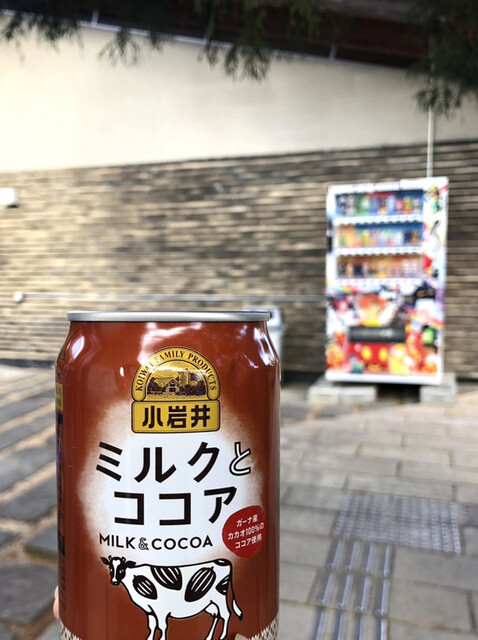 KOIWAI FAMILY PRODUCTS
小岩井
ミルクと
ココア
MILK & COCOA
ガーナ産
カカオ100%の
ココア使用